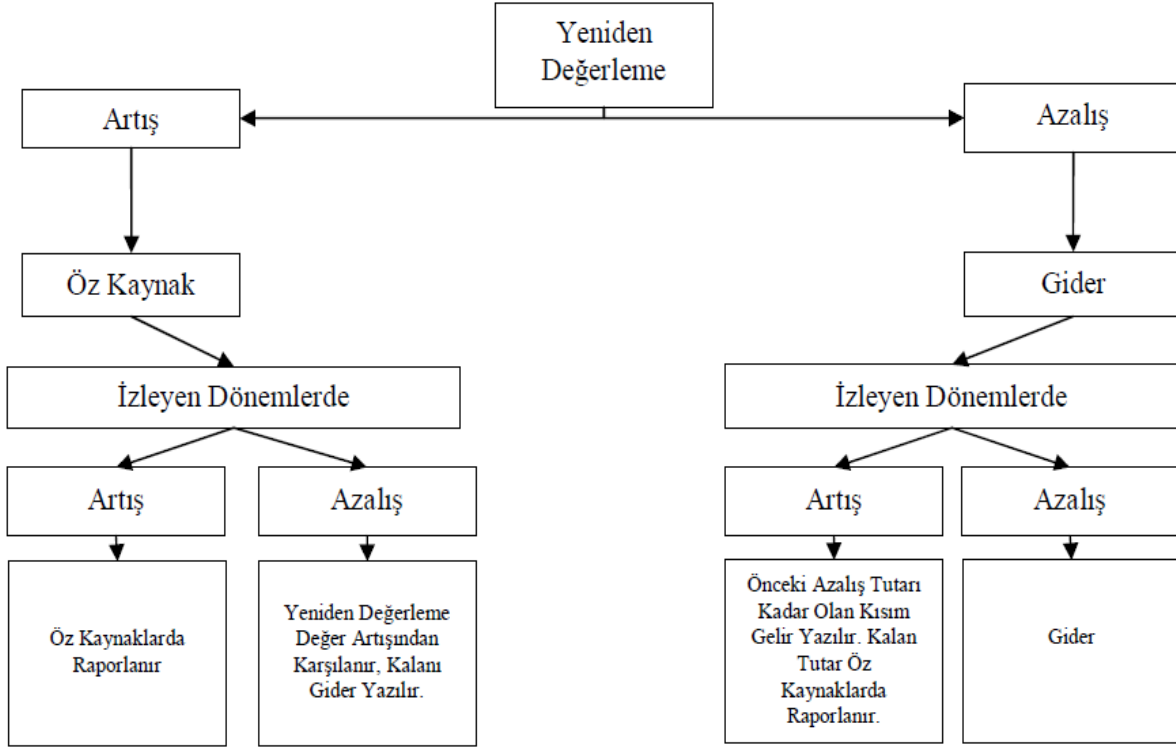 Yeniden
Değerleme
Artış
Azalış
Öz Kaynak
Gider
İzleyen Dönemlerde
İzleyen Dönemlerde
Artış
Azalış
Artış
Azalış
Öz Kaynaklarda
Raporlanır
Yeniden Değerleme
Değer Artışından
Karşılanır, Kalanı
Gider Yazılır.
Önceki Azalış Tutarı
Kadar Olan Kısım
Gelir Yazılır. Kalan
Tutar Öz
Kaynaklarda
Raporlanır.
Gider